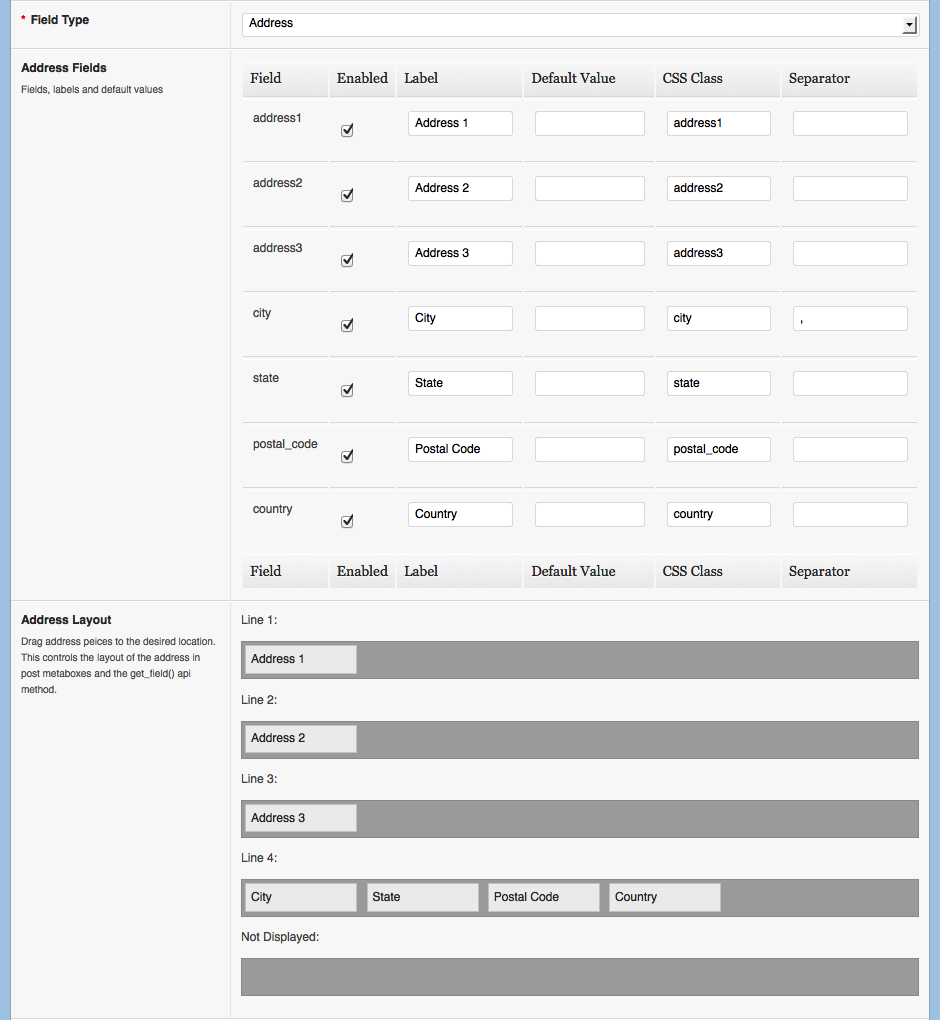 * Field Type
Address
Address Fields
Fields, labels and default values
Field Enabled Label Default Value CSS Class Separator
address1 Address 1 address1
address2 Address 2 address2
address3 Address 3 address3
city City city ,
state State state
postal_code Postal Code postal_code
country Country country
Field Enabled Label Default Value CSS Class Separator
Address Layout
Drag address peices to the desired location.
This controls the layout of the address in
post metaboxes and the get_field() api
method.
Line 1:
Address 1
Line 2:
Address 2
Line 3:
Address 3
Line 4:
City State Postal Code Country
Not Displayed: